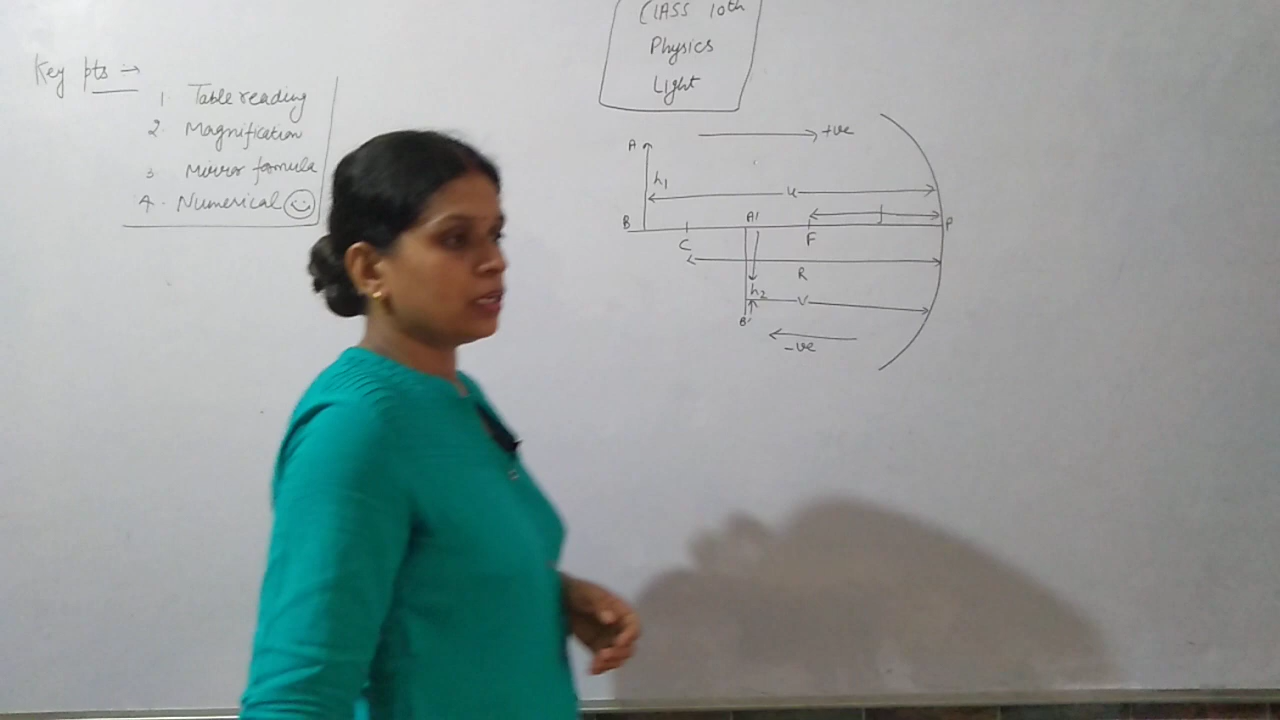 Key pts →
1. Table reading
2. Magnification
3. Mirror formula
4. Numerical
CLASS 10th
Physics
Light
+ve
A
h1
u
B
C
A'
F
f
P
R
h2
V
B'
-ve